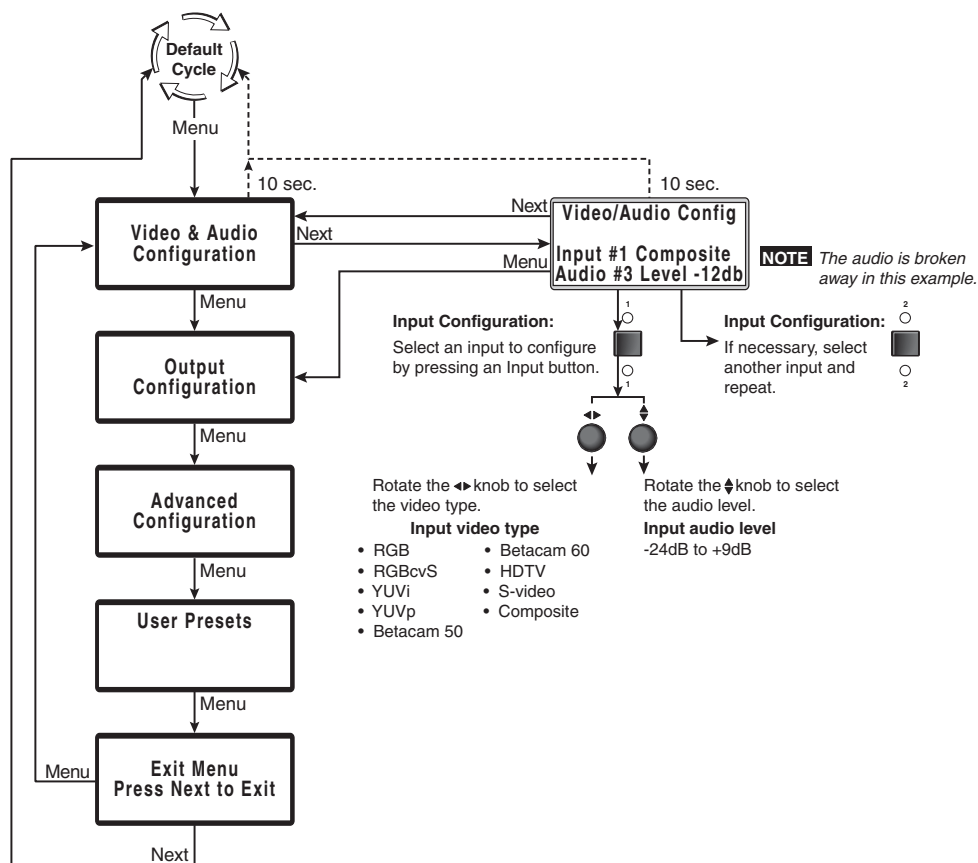 Default
Cycle
Menu
10 sec.
10 sec.
Video & Audio
Configuration
Next
Next
Menu
Video/Audio Config
Input #1 Composite
Audio #3 Level -12db
NOTE The audio is broken
away in this example.
Menu
Input Configuration:
Select an input to configure
by pressing an Input button.
1
1
Input Configuration:
If necessary, select
another input and
repeat.
2
2
Output
Configuration
Menu
Rotate the ◄► knob to select
the video type.
Input video type
• RGB
• RGBcvS
• YUVi
• YUVp
• Betacam 50
• Betacam 60
• HDTV
• S-video
• Composite
Rotate the ▲▼ knob to select
the audio level.
Input audio level
-24dB to +9dB
Advanced
Configuration
Menu
User Presets
Menu
Exit Menu
Press Next to Exit
Menu
Next